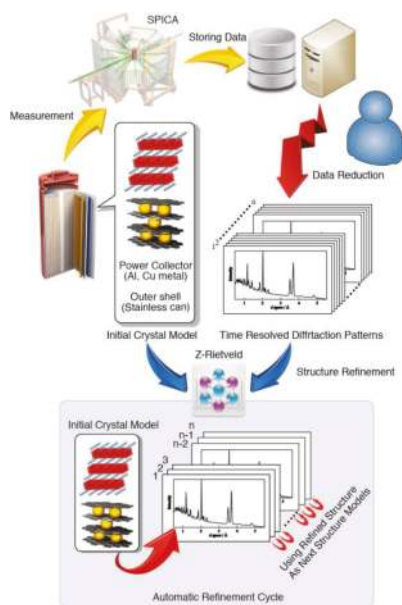 SPICA
Storing Data
Measurement
Data Reduction
Power Collector
(Al, Cu metal)
Outer shell
(Stainless can)
Initial Crystal Model
Time Resolved Diffrtaction Patterns
Z-Rietveld
Structure Refinement
Initial Crystal Model
n
n-1
n-2
3
2
1
Using Refined Structure
As Next Structure Models
Automatic Refinement Cycle